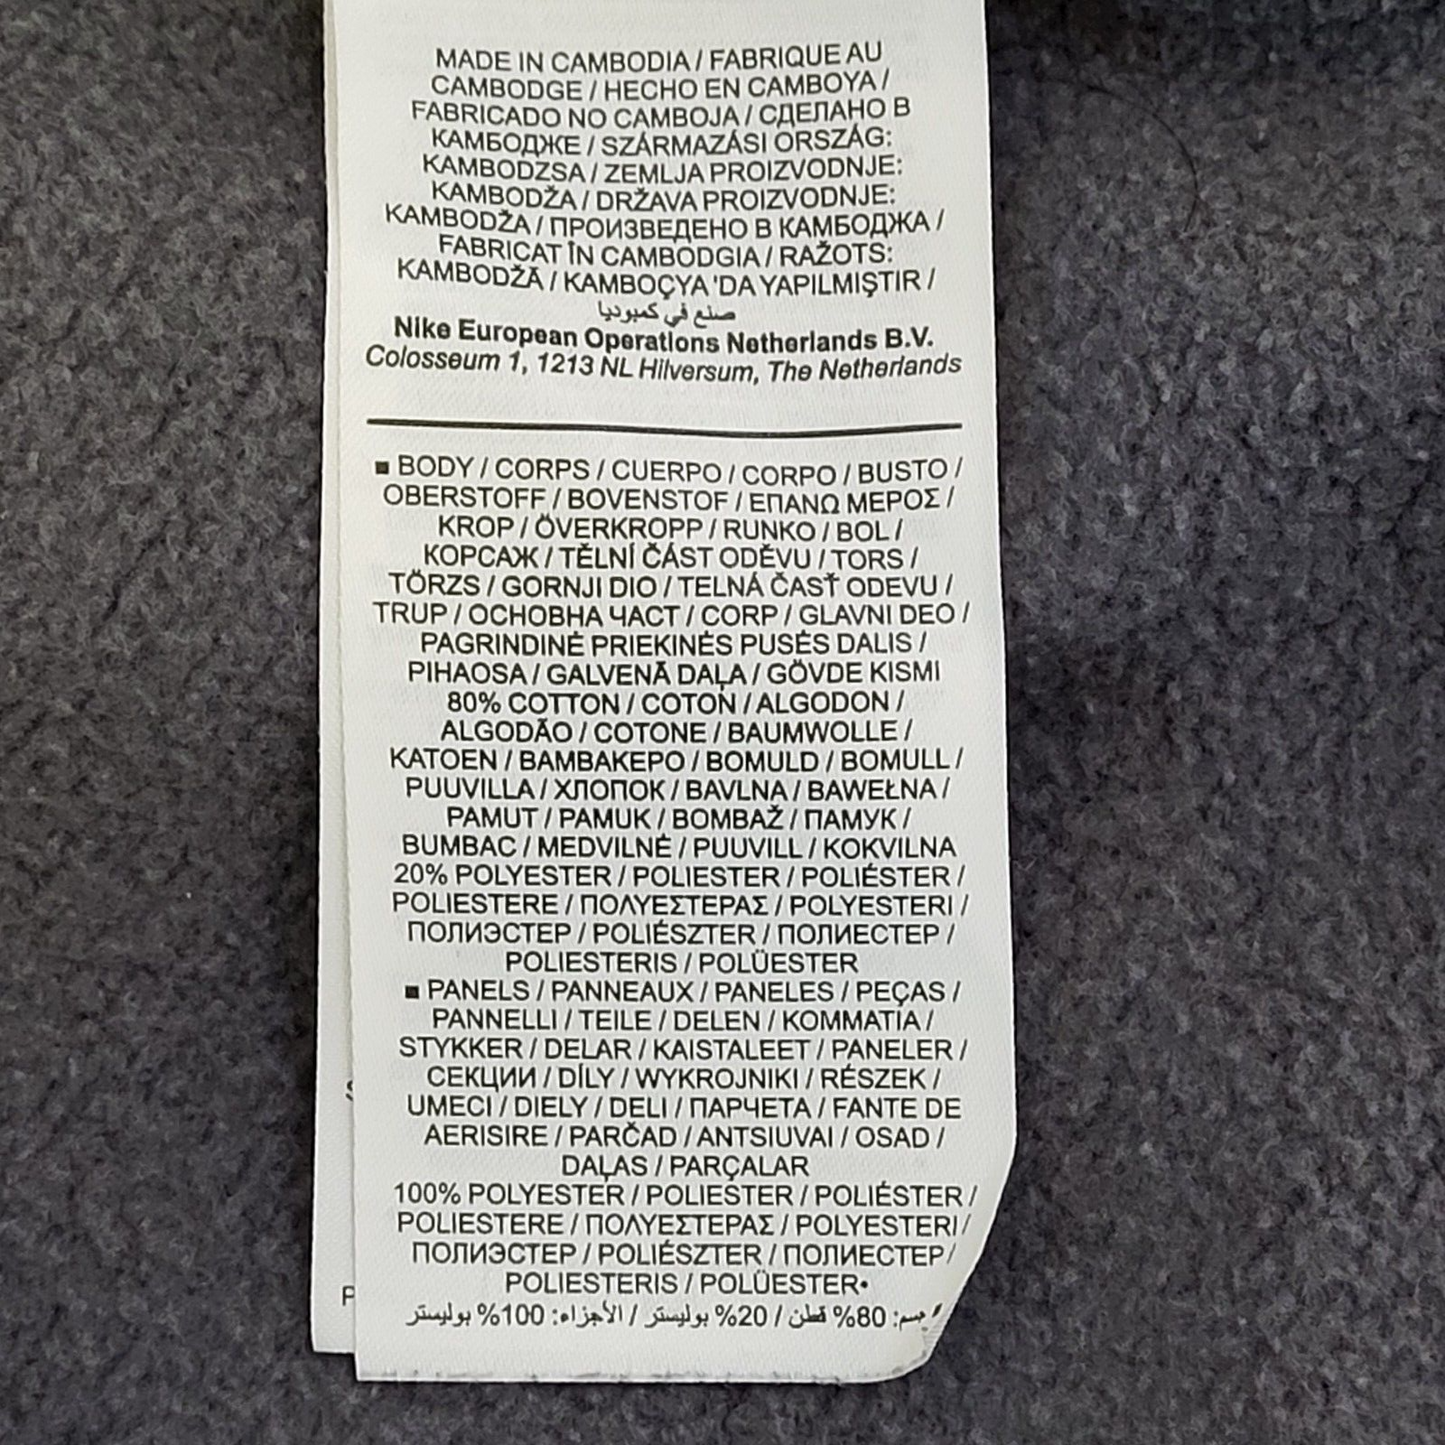 MADE IN CAMBODIA / FABRIQUE AU
CAMBODGE / HECHO EN CAMBOYA /
FABRICADO NO CAMBOJA / СДЕЛАНО В
КАМБОДЖЕ / SZÁRMAZÁSI ORSZÁG:
KAMBODZSA / ZEMLJA PROIZVODNJE:
KAMBODŽA / DRŽAVA PROIZVODNJE:
KAMBODŽA / ПРОИЗВЕДЕНО В КАМБОДЖА /
FABRICAT ÎN CAMBODGIA / RAŽOTS:
KAMBODŽĀ / KAMBOÇYA 'DA YAPILMIŞTIR /
صنع في كمبوديا
Nike European Operations Netherlands B.V.
Colosseum 1, 1213 NL Hilversum, The Netherlands
■ BODY / CORPS / CUERPO / CORPO / BUSTO /
OBERSTOFF / BOVENSTOF / ΕΠΑΝΩ ΜΕΡΟΣ /
KROP / ÖVERKROPP / RUNKO / BOL /
КОРСАЖ / TĚLNÍ ČÁST ODĚVU / TORS /
TÖRZS / GORNJI DIO / TELNÁ ČASŤ ODEVU /
TRUP / ОСНОВНА ЧАСТ / CORP / GLAVNI DEO /
PAGRINDINĖ PRIEKINĖS PUSĖS DALIS /
PIHAOSA / GALVENĀ DAĻA / GÖVDE KISMI
80% COTTON / COTON / ALGODON /
ALGODÃO / COTONE / BAUMWOLLE /
KATOEN / ΒΑΜΒΑΚΕΡΟ / BOMULD / BOMULL /
PUUVILLA / ХЛОПОК / BAVLNA / BAWEŁNA /
PAMUT / PAMUK / BOMBAŽ / ПАМУК /
BUMBAC / MEDVILNĖ / PUUVILL / KOKVILNA
20% POLYESTER / POLIESTER / POLIÉSTER /
POLIESTERE / ΠΟΛΥΕΣΤΕΡΑΣ / POLYESTERI /
ПОЛИЭСТЕР / POLIÉSZTER / ПОЛИЕСТЕР /
POLIESTERIS / POLÜESTER
■ PANELS / PANNEAUX / PANELES / PEÇAS /
PANNELLI / TEILE / DELEN / ΚΟΜΜΑΤΙΑ /
STYKKER / DELAR / KAISTALEET / PANELER /
СЕКЦИИ / DÍLY / WYKROJNIKI / RÉSZEK /
UMECI / DIELY / DELI / ПАРЧЕТА / FANTE DE
AERISIRE / PARČAD / ANTSIUVAI / OSAD /
DAĻAS / PARÇALAR
100% POLYESTER / POLIESTER / POLIÉSTER /
POLIESTERE / ΠΟΛΥΕΣΤΕΡΑΣ / POLYESTERI /
ПОЛИЭСТЕР / POLIÉSZTER / ПОЛИЕСТЕР /
POLIESTERIS / POLÜESTER•
جسم: 80% قطن / 20% بوليستر / الأجزاء: 100% بوليستر